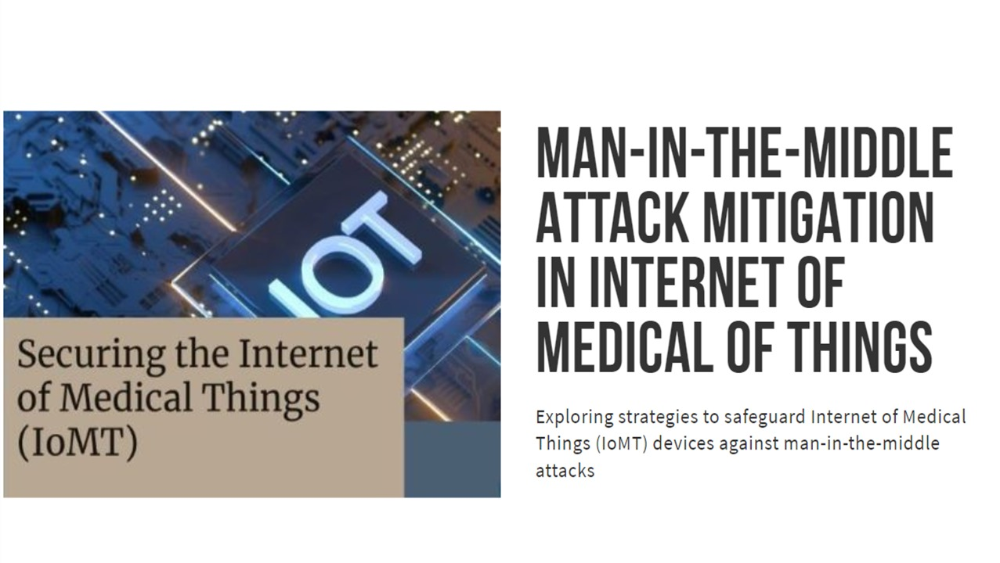 IOT
Securing the Internet
of Medical Things
(IoMT)
MAN-IN-THE-MIDDLE
ATTACK MITIGATION
IN INTERNET OF
MEDICAL OF THINGS
Exploring strategies to safeguard Internet of Medical
Things (IoMT) devices against man-in-the-middle
attacks